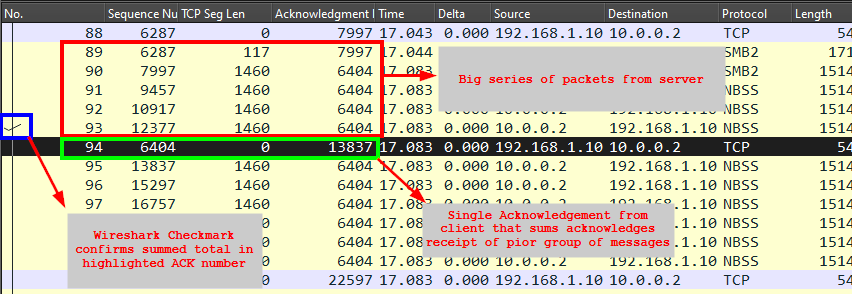 No. Sequence Nu TCP Seg Len Acknowledgment Time Delta Source Destination Protocol Length
88 6287 0 7997 17.043 0.000 192.168.1.10 10.0.0.2 TCP 54
89 6287 117 7997 17.044 SMB2 171
90 7997 1460 6404 17.083 SMB2 1514
91 9457 1460 6404 17.083 NBSS 1514
92 10917 1460 6404 17.083 NBSS 1514
Big series of packets from server
93 12377 1460 6404 17.083 0.000 10.0.0.2 192.168.1.10 NBSS 1514
94 6404 0 13837 17.083 0.000 192.168.1.10 10.0.0.2 TCP 54
95 13837 1460 6404 17.083 0.000 10.0.0.2 192.168.1.10 NBSS 1514
96 15297 1460 6404 17.083 0.000 10.0.0.2 192.168.1.10 NBSS 1514
97 16757 1460 6404 17.083 0.000 10.0.0.2 192.168.1.10 NBSS 1514
6404 17.083 NBSS 1514
6404 17.083 NBSS 1514
6404 17.083 0.000 10.0.0.2 192.168.1.10 NBSS 1514
22597 17.083 0.000 192.168.1.10 10.0.0.2 TCP 54
Wireshark Checkmark
confirms summed total in
highlighted ACK number
Single Acknowledgement from
client that sums acknowledges
receipt of pior group of messages